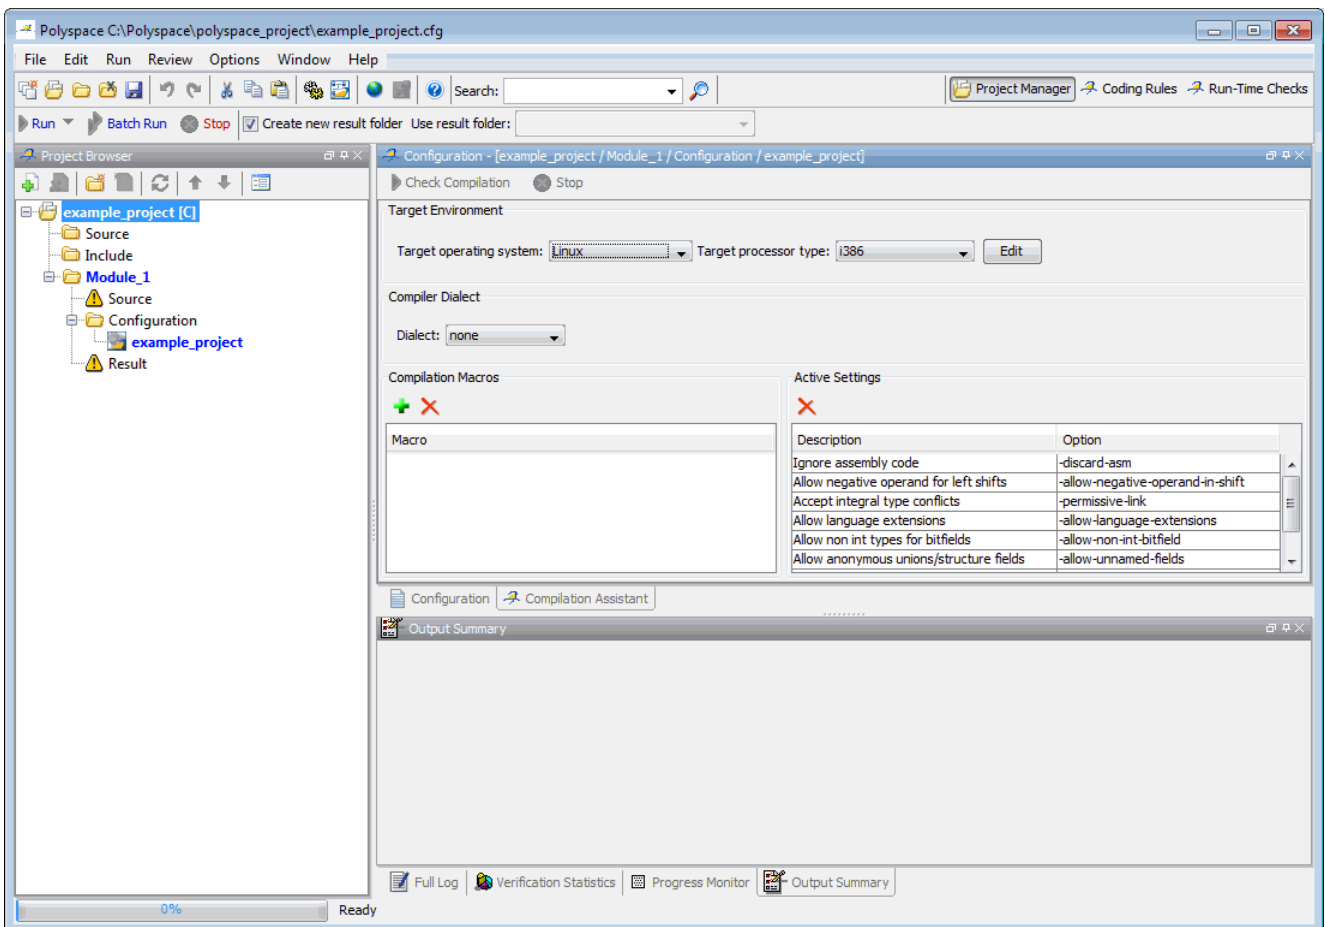 Polyspace C:\Polyspace\polyspace_project\example_project.cfg
File Edit Run Review Options Window Help
Search: Project Manager Coding Rules Run-Time Checks
Run Batch Run Stop Create new result folder Use result folder:
Project Browser
example_project [C]
Source
Include
Module_1
Source
Configuration
example_project
Result
Configuration - [example_project / Module_1 / Configuration / example_project]
Check Compilation Stop
Target Environment
Target operating system: Linux Target processor type: i386 Edit
Compiler Dialect
Dialect: none
Compilation Macros
Macro
Active Settings
Description Option
Ignore assembly code -discard-asm
Allow negative operand for left shifts -allow-negative-operand-in-shift
Accept integral type conflicts -permissive-link
Allow language extensions -allow-language-extensions
Allow non int types for bitfields -allow-non-int-bitfield
Allow anonymous unions/structure fields -allow-unnamed-fields
Configuration Compilation Assistant
Output Summary
Full Log Verification Statistics Progress Monitor Output Summary
0% Ready